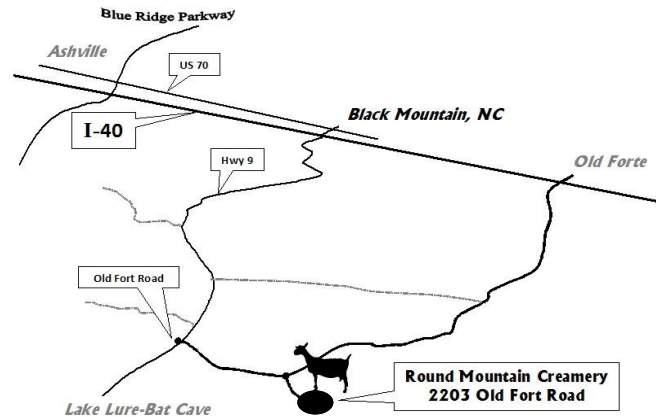 Blue Ridge Parkway
Ashville
US 70
I-40
Black Mountain, NC
Old Forte
Hwy 9
Old Fort Road
Round Mountain Creamery
2203 Old Fort Road
Lake Lure-Bat Cave